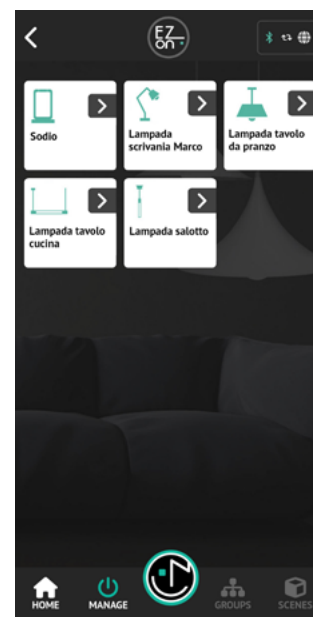 EZ
on
Sodio
Lampada
scrivania Marco
Lampada tavolo
da pranzo
Lampada tavolo
cucina
Lampada salotto
HOME
MANAGE
GROUPS
SCENES